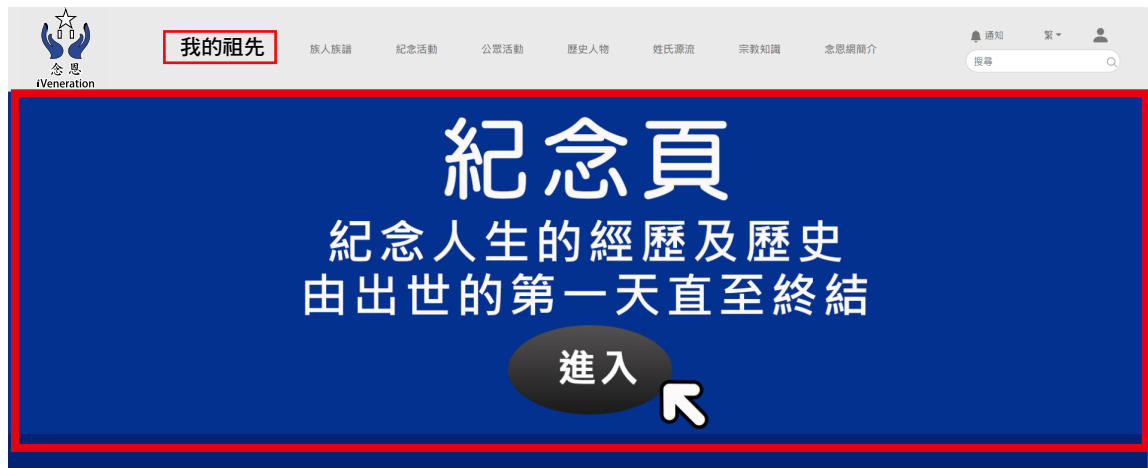 念恩
iVeneration
我的祖先
族人族譜
紀念活動
公眾活動
歷史人物
姓氏源流
宗教知識
念恩網簡介
通知
繁
搜尋
紀念頁
紀念人生的經歷及歷史
由出世的第一天直至終結
進入